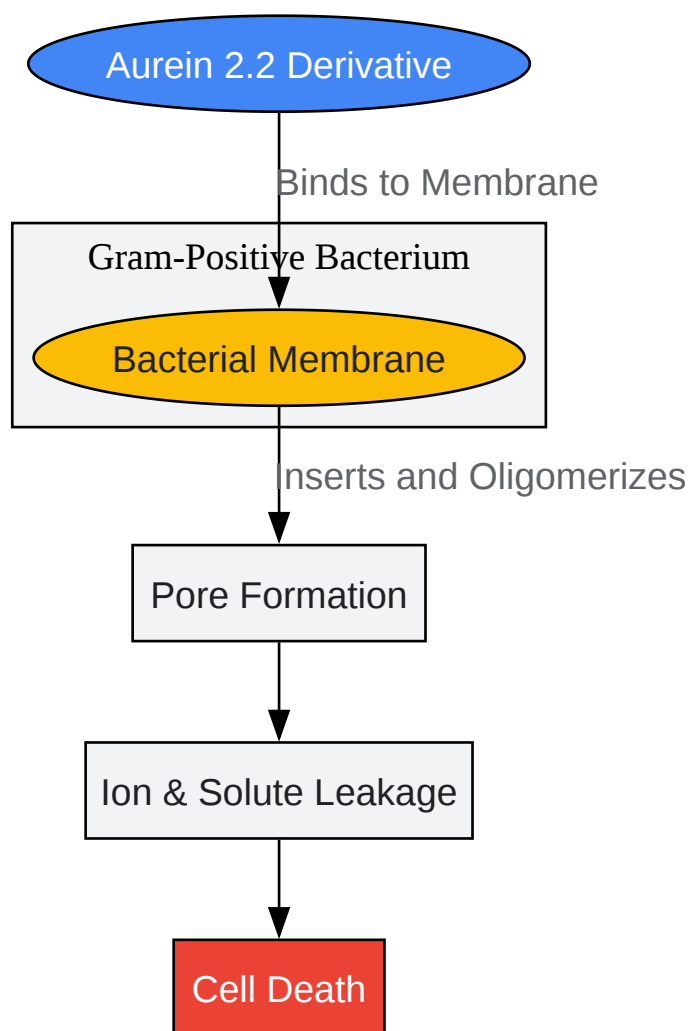 Aurein 2.2 Derivative
Binds to Membrane
Gram-Positive Bacterium
Bacterial Membrane
Inserts and Oligomerizes
Pore Formation
Ion & Solute Leakage
Cell Death